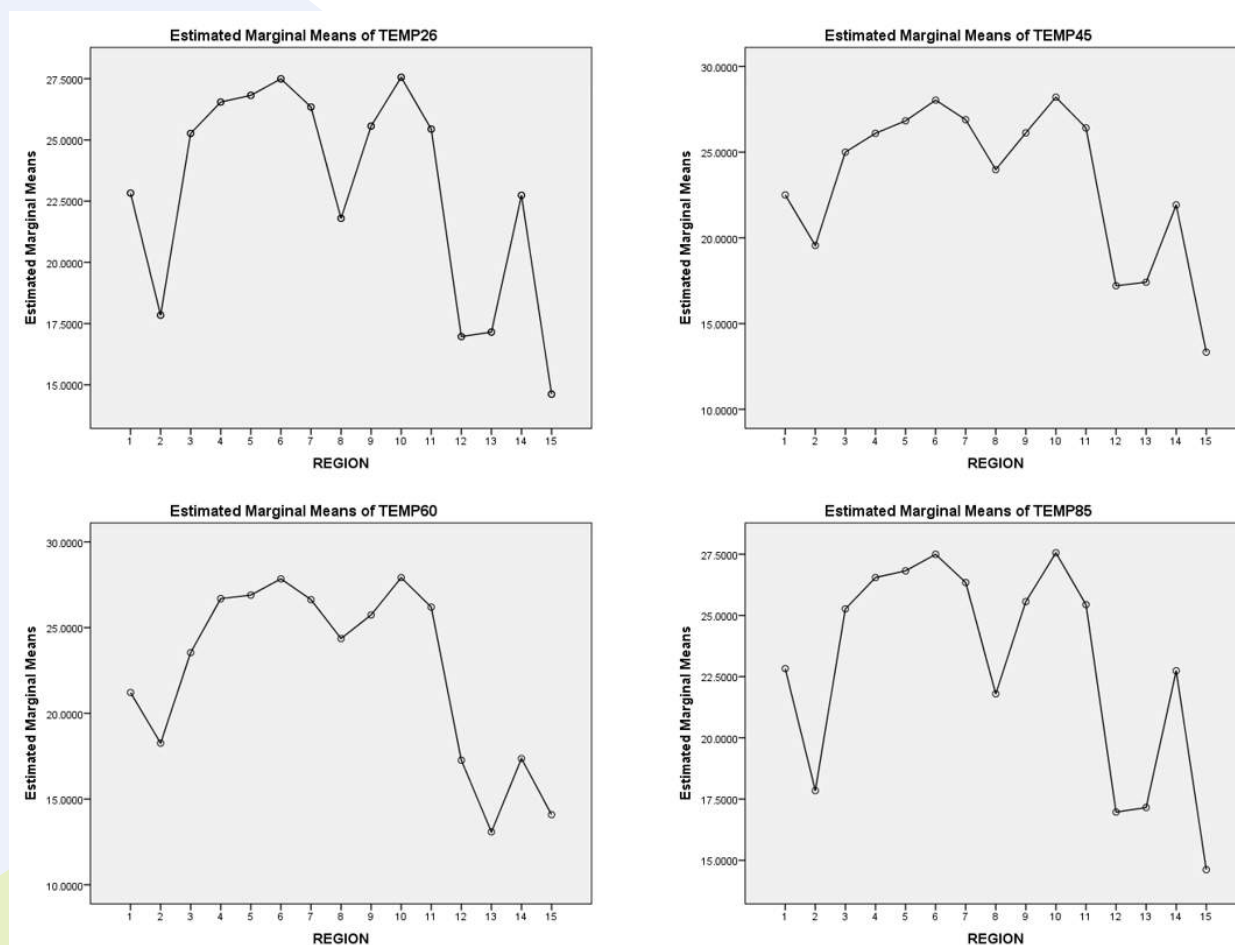 Estimated Marginal Means of TEMP26
Estimated Marginal Means
27.5000
25.0000
22.5000
20.0000
17.5000
15.0000
1 2 3 4 5 6 7 8 9 10 11 12 13 14 15
REGION
Estimated Marginal Means of TEMP45
Estimated Marginal Means
30.0000
25.0000
20.0000
15.0000
10.0000
1 2 3 4 5 6 7 8 9 10 11 12 13 14 15
REGION
Estimated Marginal Means of TEMP60
Estimated Marginal Means
30.0000
25.0000
20.0000
15.0000
10.0000
1 2 3 4 5 6 7 8 9 10 11 12 13 14 15
REGION
Estimated Marginal Means of TEMP85
Estimated Marginal Means
27.5000
25.0000
22.5000
20.0000
17.5000
15.0000
1 2 3 4 5 6 7 8 9 10 11 12 13 14 15
REGION